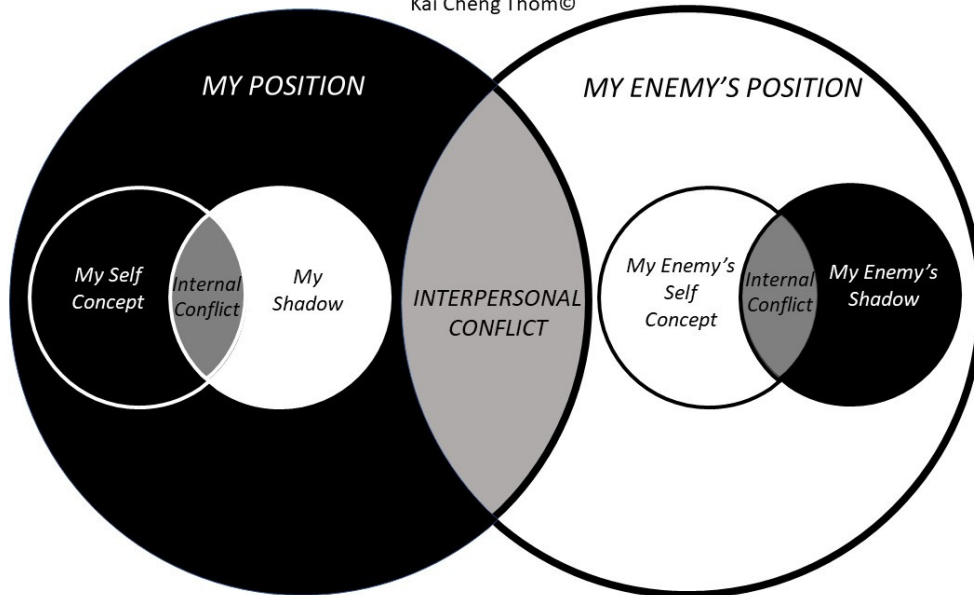 Kai Cheng Thom©
MY POSITION
MY ENEMY'S POSITION
My Self
Concept
Internal
Conflict
My
Shadow
INTERPERSONAL
CONFLICT
My Enemy's
Self
Concept
Internal
Conflict
My Enemy's
Shadow